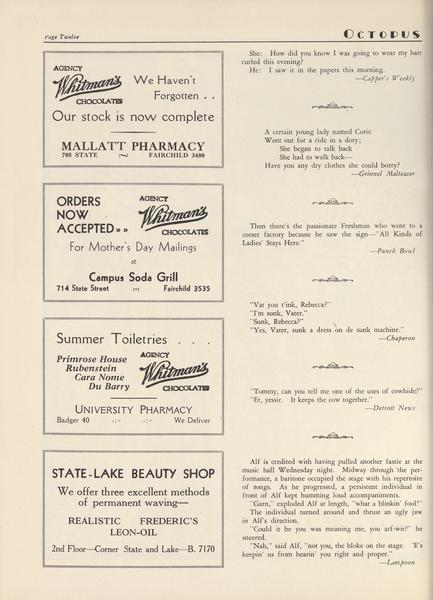 Page Twelve
OCTOPUS
AGENCY
Whitman's
CHOCOLATES
We Haven't
Forgotten . .
Our stock is now complete
MALLATT PHARMACY
708 STATE -:- FAIRCHILD 3400
ORDERS
NOW
ACCEPTED»»
AGENCY
Whitman's
CHOCOLATES
For Mother's Day Mailings
at
Campus Soda Grill
714 State Street -:- Fairchild 3535
Summer Toiletries . . .
Primrose House
Rubenstein
Cara Nome
Du Barry
AGENCY
Whitman's
CHOCOLATES
UNIVERSITY PHARMACY
Badger 40 -:- -:- We Deliver
STATE-LAKE BEAUTY SHOP
We offer three excellent methods
of permanent waving—
REALISTIC FREDERIC'S
LEON-OIL
2nd Floor—Corner State and Lake—B. 7170
She: How did you know I was going to wear my hair
curled this evening?
He: I saw it in the papers this morning.
—Capper's Weekly
A certain young lady named Corie
Went out for a ride in a dory;
She began to talk back
She had to walk back—
Have you any dry clothes she could borry?
—Grinnel Malteaser
Then there's the passionate Freshman who went to a
corset factory because he saw the sign—"All Kinds of
Ladies' Stays Here."
—Punch Bowl
"Vat you t'ink, Rebecca?"
"I'm sunk, Vater."
"Sunk, Rebecca?"
"Yes, Vater, sunk a dress on de sunk machine."
—Chaperon
"Tommy, can you tell me one of the uses of cowhide?"
"Er, yessir. It keeps the cow together."
—Detroit News
Alf is credited with having pulled another fastie at the
music hall Wednesday night. Midway through the per-
formance, a baritone occupied the stage with his repertoire
of songs. As he progressed, a persistent individual in
front of Alf kept humming loud accompaniments.
"Garn," exploded Alf at length, "what a blinkin' fool!"
The individual turned around and thrust an ugly jaw
in Alf's direction.
"Could it be you was meaning me, you arf-wit?" he
sneered.
"Nah," said Alf, "not you, the bloke on the stage. 'E's
keepin' us from hearin' you right and proper."
—Lampoon